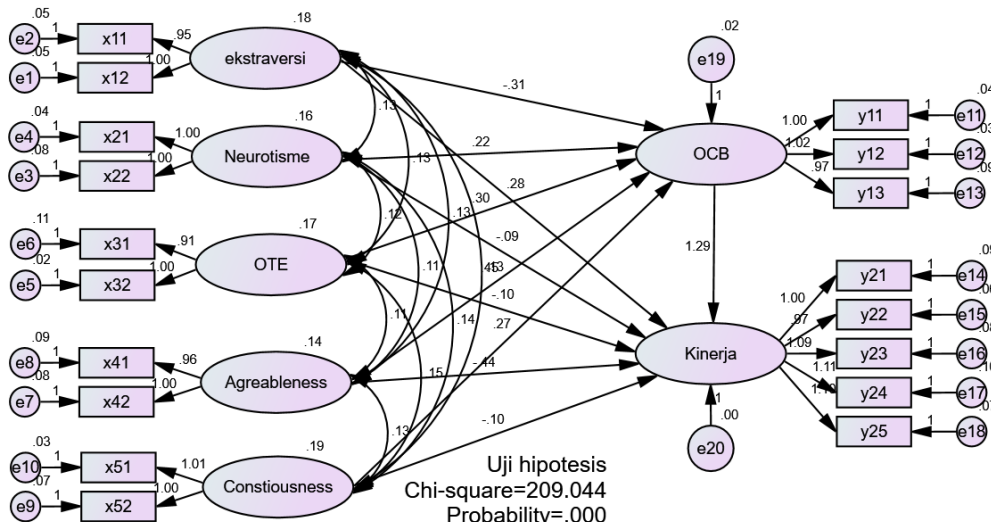 .05
e2
1
x11
.95
.18
ekstraversi
.05
e1
1
x12
1.00
.04
e4
1
x21
1.00
.16
Neurotisme
.08
e3
1
x22
1.00
.11
e6
1
x31
.91
.17
OTE
.02
e5
1
x32
1.00
.09
e8
1
x41
.96
.14
Agreableness
.08
e7
1
x42
1.00
.03
e10
1
x51
1.01
.19
Constiousness
.07
e9
1
x52
1.00
.13
.13
.12
.13
.11
.11
.14
.15
.13
-.31
.22
.30
.28
-.09
-.10
.27
-.44
-.10
.02
e19
1
OCB
1.29
Kinerja
1
.00
e20
1.00
y11
1
.04
e11
1.02
y12
1
e12
.97
y13
1
.09
e13
1.00
y21
1
e14
.97
y22
1
e15
1.09
y23
1
e16
1.11
y24
1
e17
y25
1
e18
Uji hipotesis
Chi-square=209.044
Probability=.000